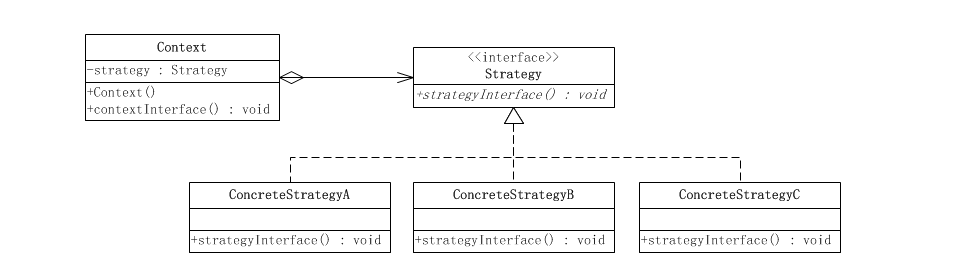 Context
-strategy : Strategy
+Context()
+contextInterface() : void
<<interface>>
Strategy
+strategyInterface() : void
ConcreteStrategyA
+strategyInterface() : void
ConcreteStrategyB
+strategyInterface() : void
ConcreteStrategyC
+strategyInterface() : void